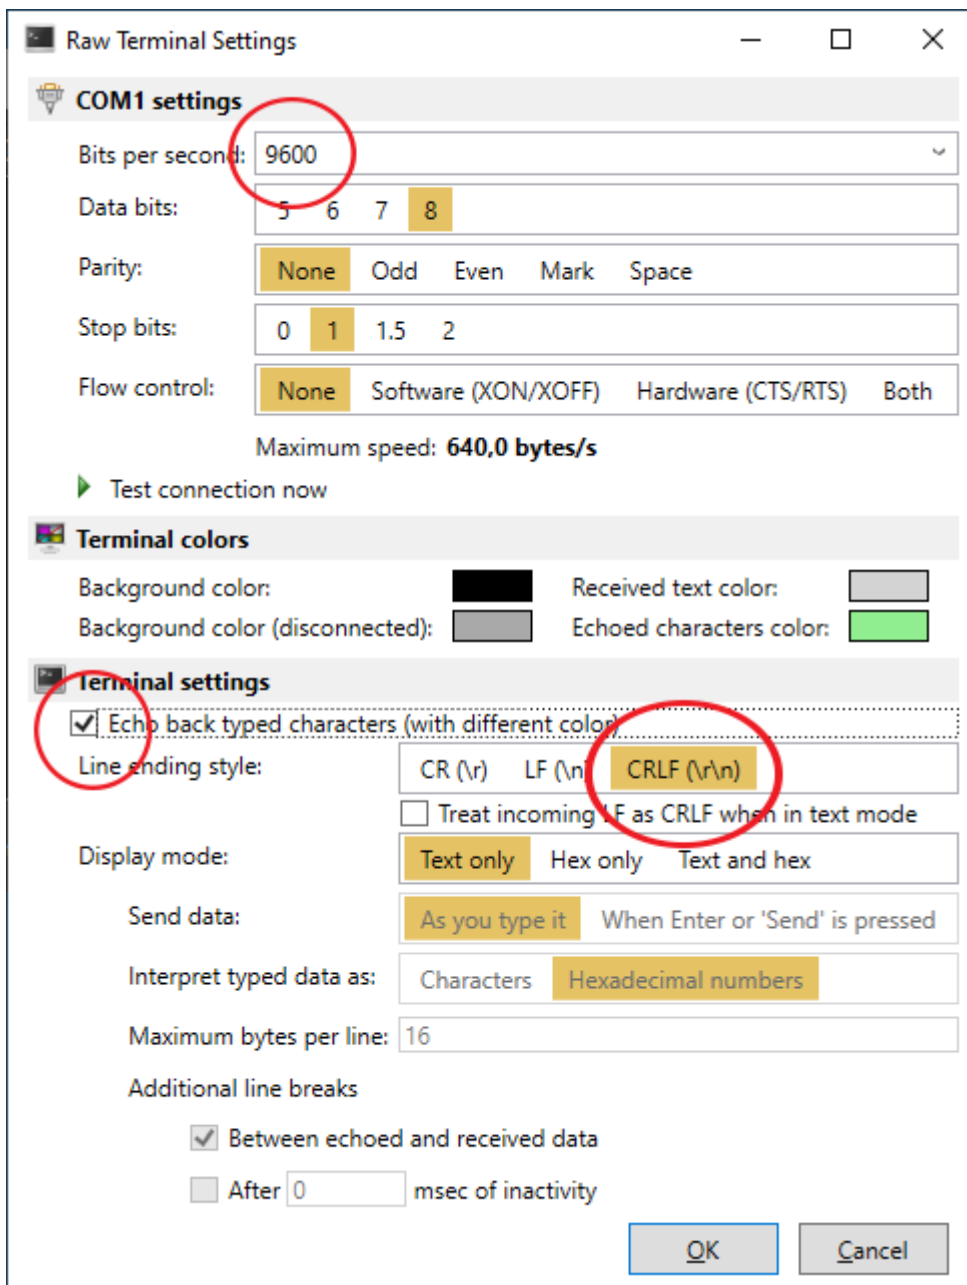 Raw Terminal Settings
COM1 settings
Bits per second: 9600
Data bits: 5 6 7 8
Parity: None Odd Even Mark Space
Stop bits: 0 1 1.5 2
Flow control: None Software (XON/XOFF) Hardware (CTS/RTS) Both
Maximum speed: 640,0 bytes/s
Test connection now
Terminal colors
Background color: Received text color:
Background color (disconnected): Echoed characters color:
Terminal settings
Echo back typed characters (with different color)
Line ending style: CR (\r) LF (\n) CRLF (\r\n)
Treat incoming LF as CRLF when in text mode
Display mode: Text only Hex only Text and hex
Send data: As you type it When Enter or 'Send' is pressed
Interpret typed data as: Characters Hexadecimal numbers
Maximum bytes per line: 16
Additional line breaks
Between echoed and received data
After 0 msec of inactivity
OK Cancel